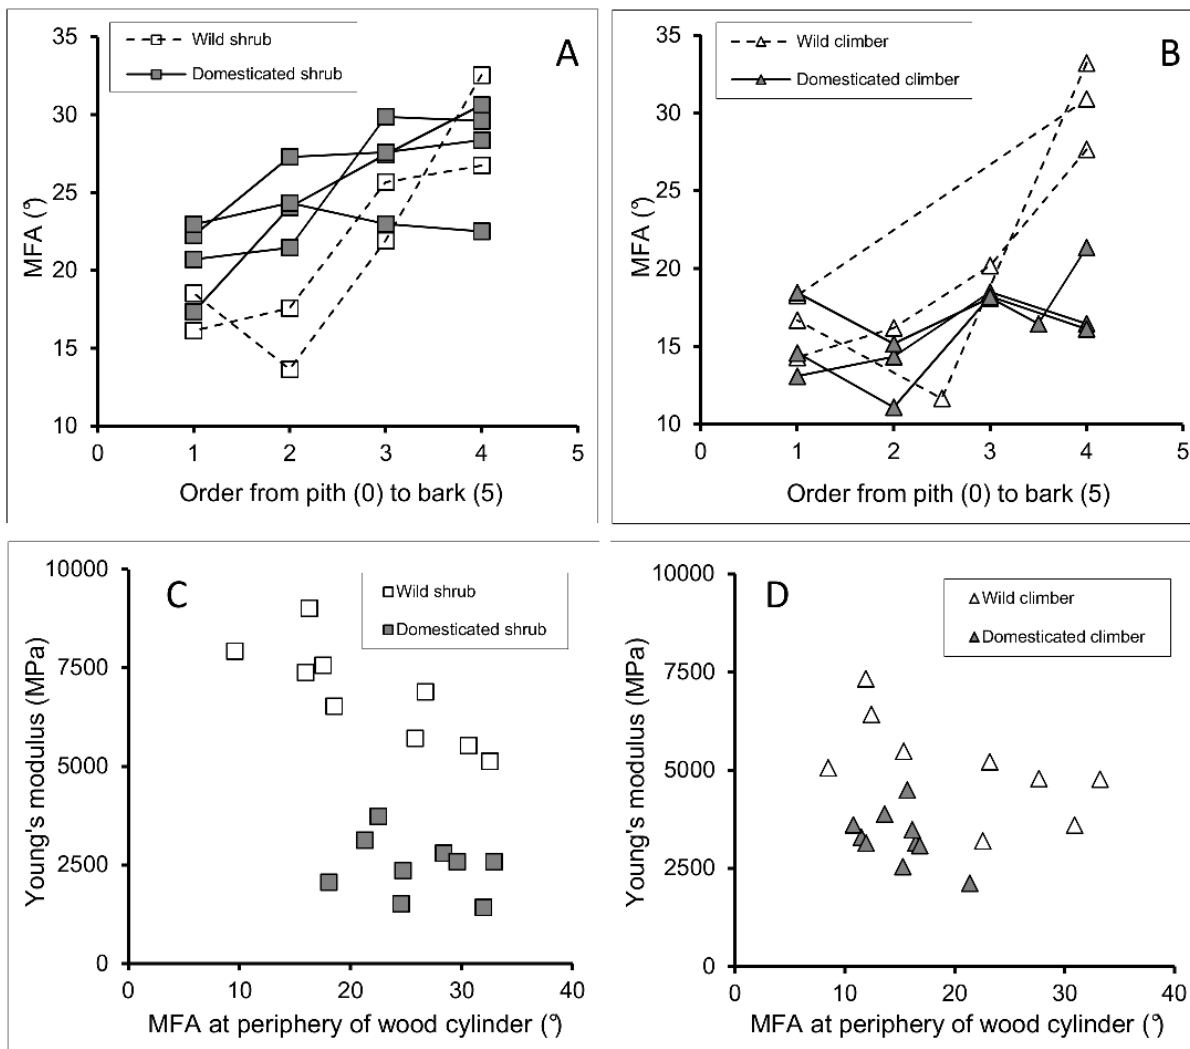 35
30
25
20
15
10
MFA (°)
Wild shrub
Domesticated shrub
A
0
1
2
3
4
5
Order from pith (0) to bark (5)
35
30
25
20
15
10
MFA (°)
Wild climber
Domesticated climber
B
0
1
2
3
4
5
Order from pith (0) to bark (5)
10000
7500
5000
2500
0
Young's modulus (MPa)
C
Wild shrub
Domesticated shrub
0
10
20
30
40
MFA at periphery of wood cylinder (°)
10000
7500
5000
2500
0
Young's modulus (MPa)
D
Wild climber
Domesticated climber
0
10
20
30
40
MFA at periphery of wood cylinder (°)